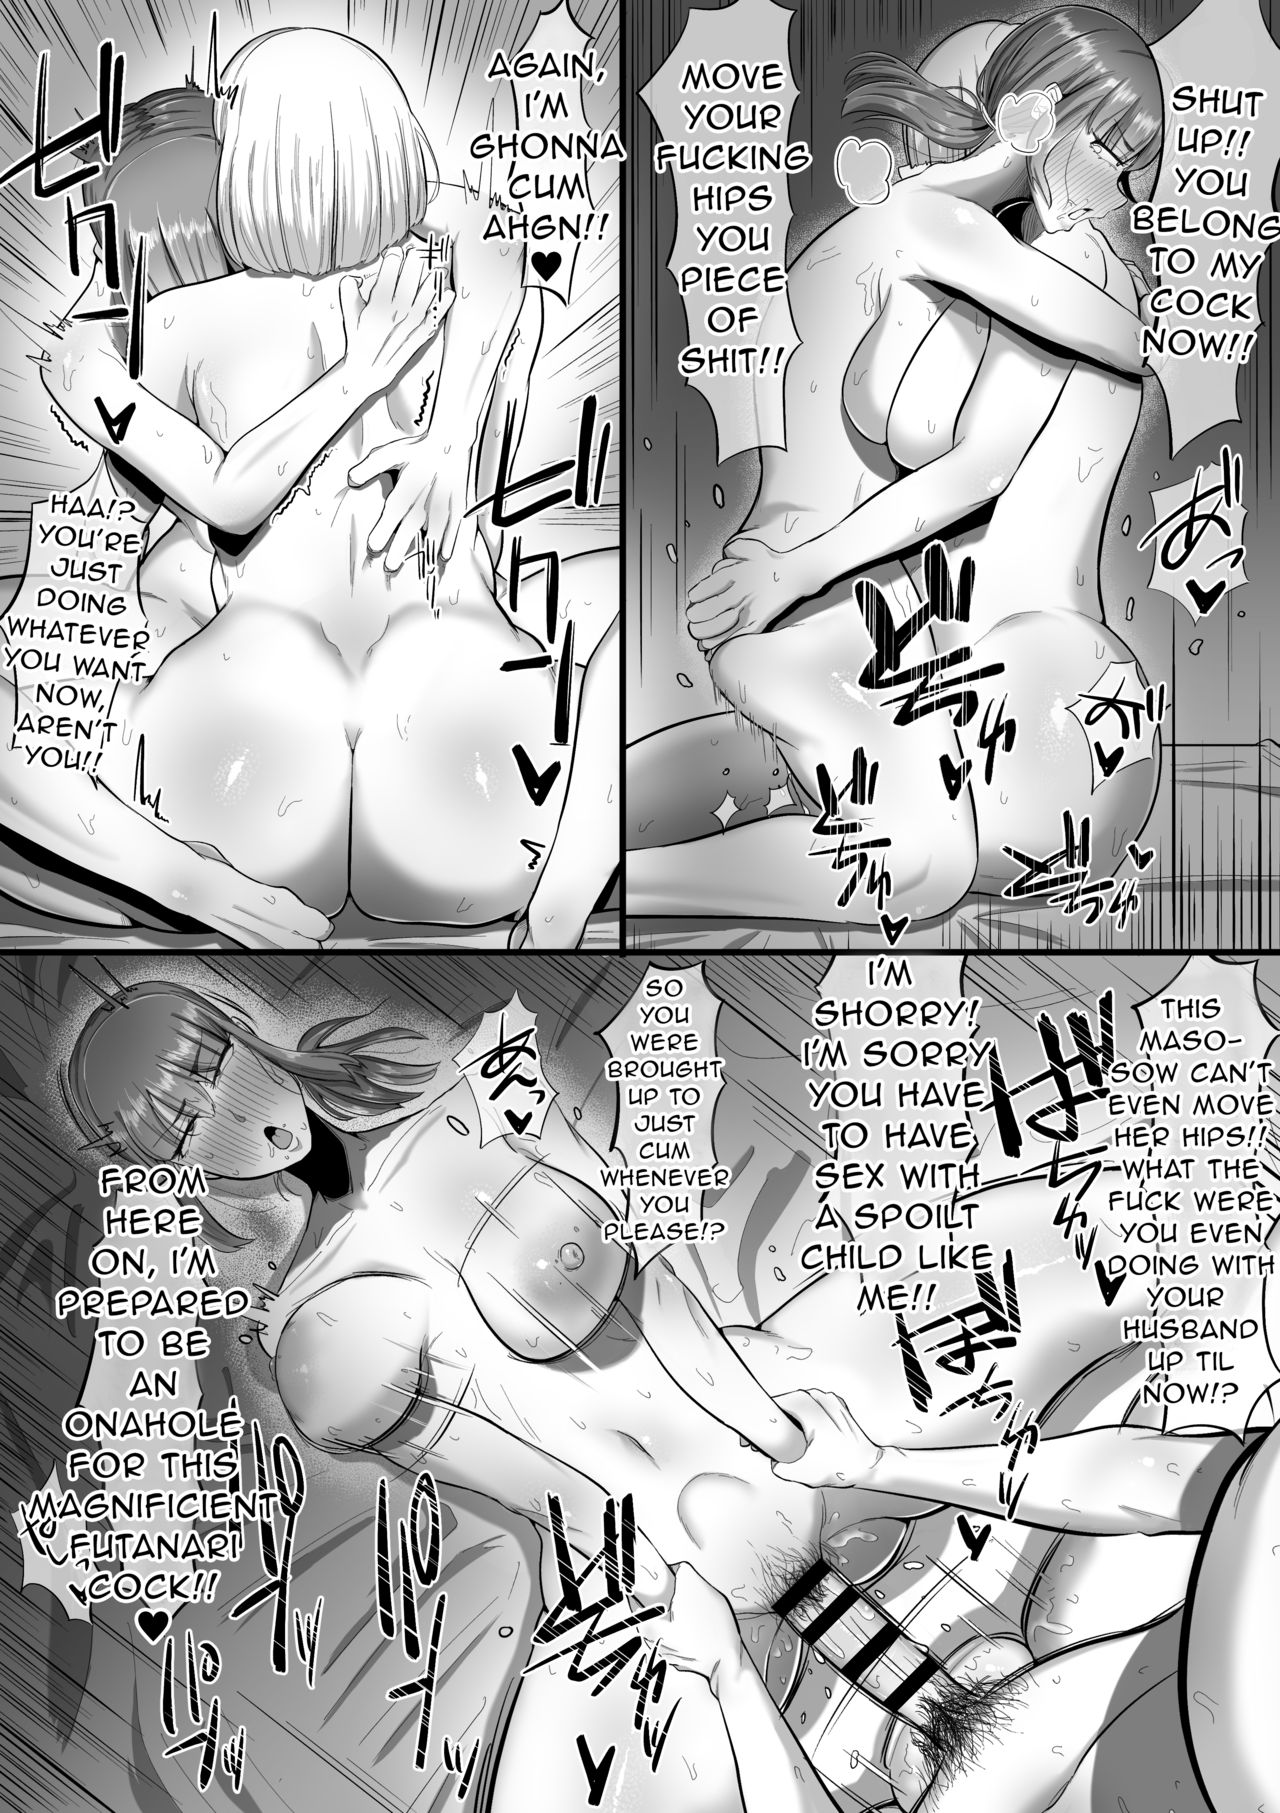 SHUT
UP!!
YOU
BELONG
TO MY
COCK
NOW!!
MOVE
YOUR
FUCKING
HIPS
YOU
PIECE
OF
SHIT!!
AGAIN,
I'M
GHONNA
CUM
AHGN!!
♥
HAA!?
YOU'RE
JUST
DOING
WHATEVER
YOU WANT
NOW,
AREN'T
YOU!!
THIS
MASO-
SOW CAN'T
EVEN MOVE
HER HIPS!!
WHAT THE
FUCK WERE
YOU EVEN
DOING WITH
YOUR
HUSBAND
UP TIL
NOW!?
I'M
SHORRY!
I'M SORRY
YOU HAVE
TO HAVE
SEX WITH
A SPOILT
CHILD LIKE
ME!!
SO
YOU
WERE
BROUGHT
UP TO
JUST
CUM
WHENEVER
YOU
PLEASE!?
あんっ
FROM
HERE
ON, I'M
PREPARED
TO BE
AN
ONAHOLE
FOR THIS
MAGNIFICIENT
FUTANARI
COCK!!
♥